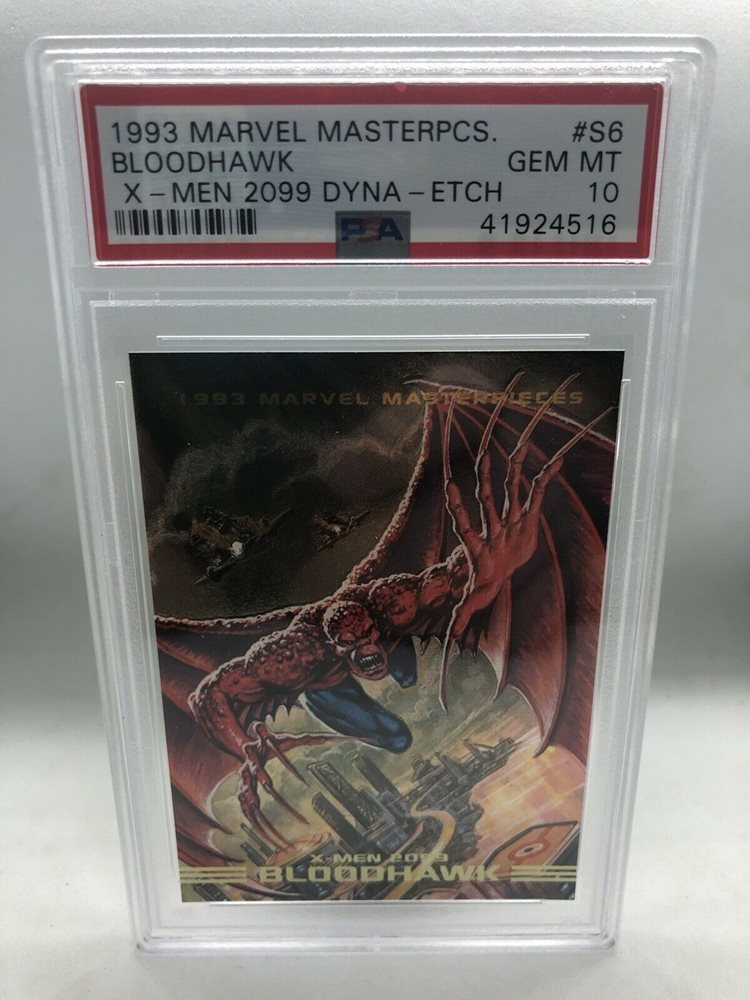 1993 MARVEL MASTERPCS. #S6
BLOODHAWK GEM MT
X-MEN 2099 DYNA-ETCH 10
PSA 41924516
1993 MARVEL MASTERPIECES
X-MEN 2099
BLOODHAWK